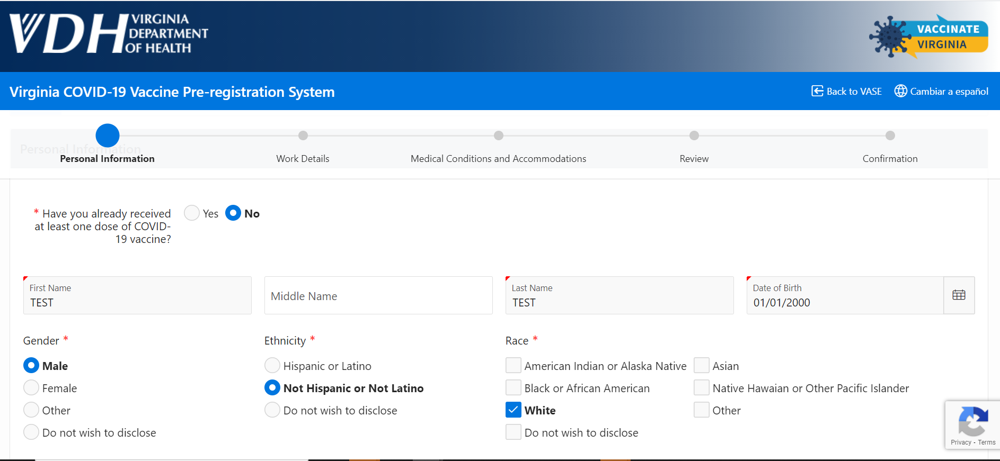 VDH VIRGINIA
DEPARTMENT
OF HEALTH
VACCINATE
VIRGINIA
Virginia COVID-19 Vaccine Pre-registration System
Back to VASE
Cambiar a español
Personal Information
Personal Information
Work Details
Medical Conditions and Accommodations
Review
Confirmation
* Have you already received
at least one dose of COVID-
19 vaccine?
Yes
No
First Name
TEST
Middle Name
Last Name
TEST
Date of Birth
01/01/2000
Gender *
Male
Female
Other
Do not wish to disclose
Ethnicity *
Hispanic or Latino
Not Hispanic or Not Latino
Do not wish to disclose
Race *
American Indian or Alaska Native
Asian
Black or African American
Native Hawaian or Other Pacific Islander
White
Other
Do not wish to disclose
Privacy - Terms